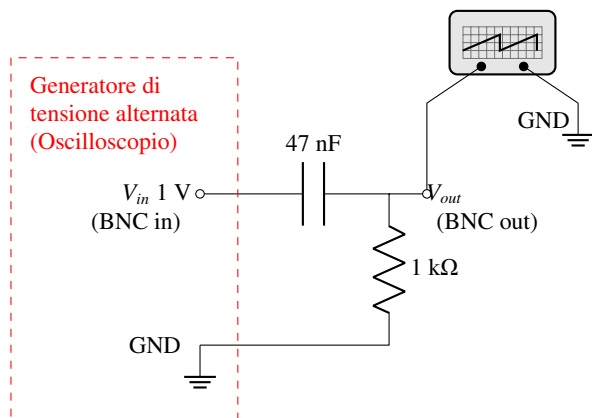 Generatore di
tensione alternata
(Oscilloscopio)
GND
47 nF
V_in 1 V
V_out
(BNC in)
(BNC out)
1 kΩ
GND